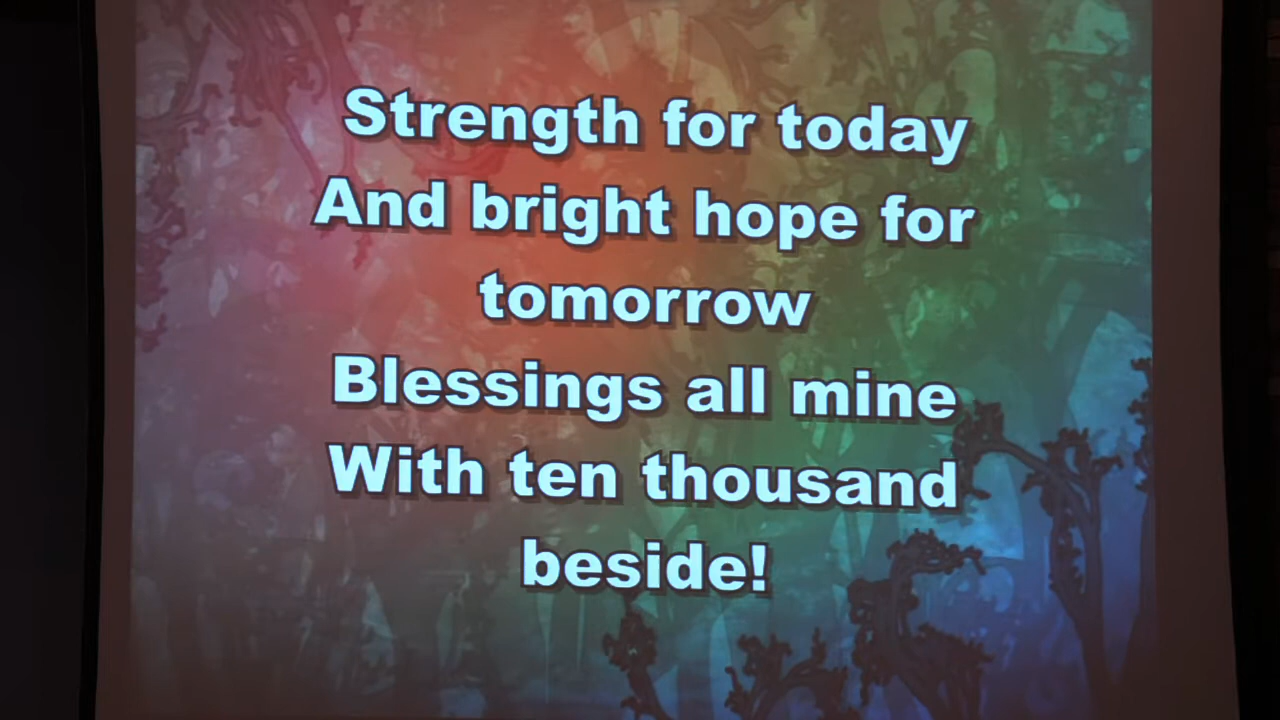 Strength for today
And bright hope for
tomorrow
Blessings all mine
With ten thousand
beside!